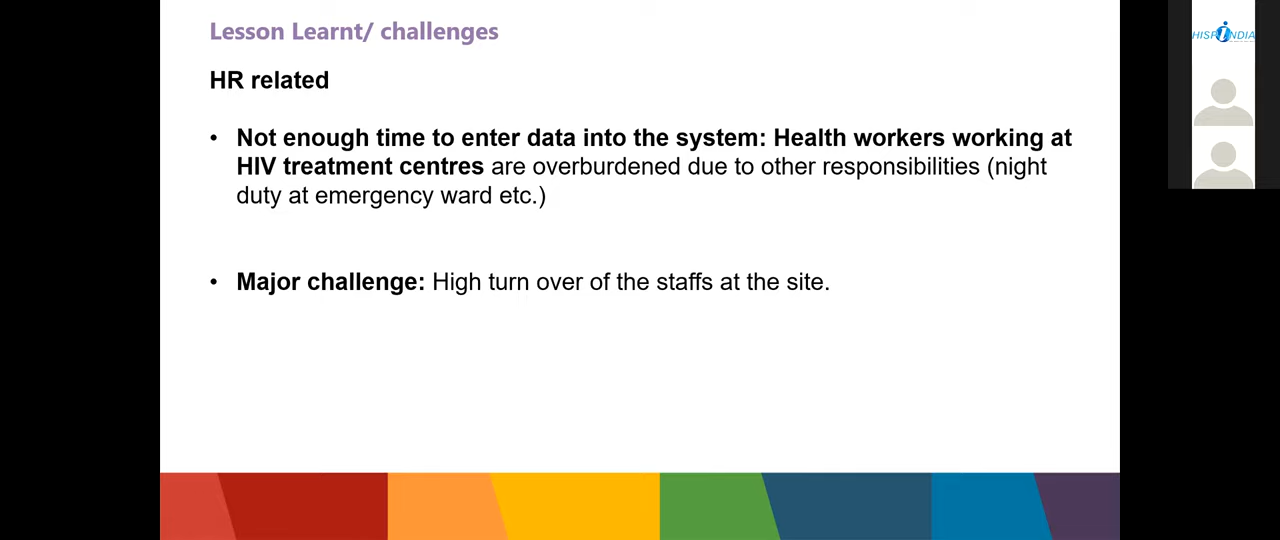 Lesson Learnt/ challenges
HISP INDIA
HR related
• Not enough time to enter data into the system: Health workers working at
HIV treatment centres are overburdened due to other responsibilities (night
duty at emergency ward etc.)
• Major challenge: High turn over of the staffs at the site.